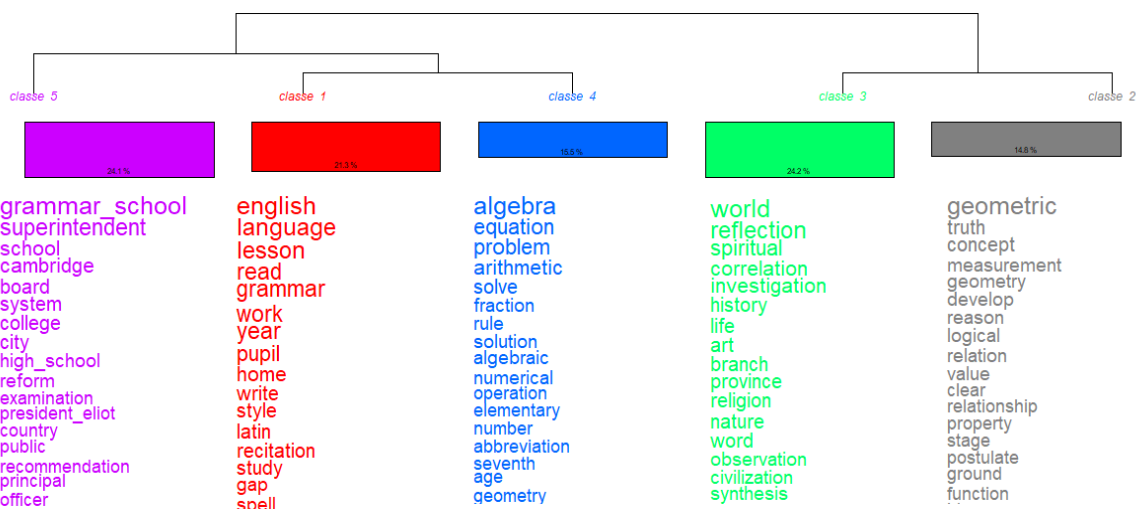 classe 5
classe 1
classe 4
classe 3
classe 2
24.1 %
21.3 %
15.5 %
24.2 %
14.8 %
grammar_school
superintendent
school
cambridge
board
system
college
city
high_school
reform
examination
president_eliot
country
public
recommendation
principal
officer
english
language
lesson
read
grammar
work
year
pupil
home
write
style
latin
recitation
study
gap
spell
algebra
equation
problem
arithmetic
solve
fraction
rule
solution
algebraic
numerical
operation
elementary
number
abbreviation
seventh
age
geometry
world
reflection
spiritual
correlation
investigation
history
life
art
branch
province
religion
nature
word
observation
civilization
synthesis
geometric
truth
concept
measurement
geometry
develop
reason
logical
relation
value
clear
relationship
property
stage
postulate
ground
function